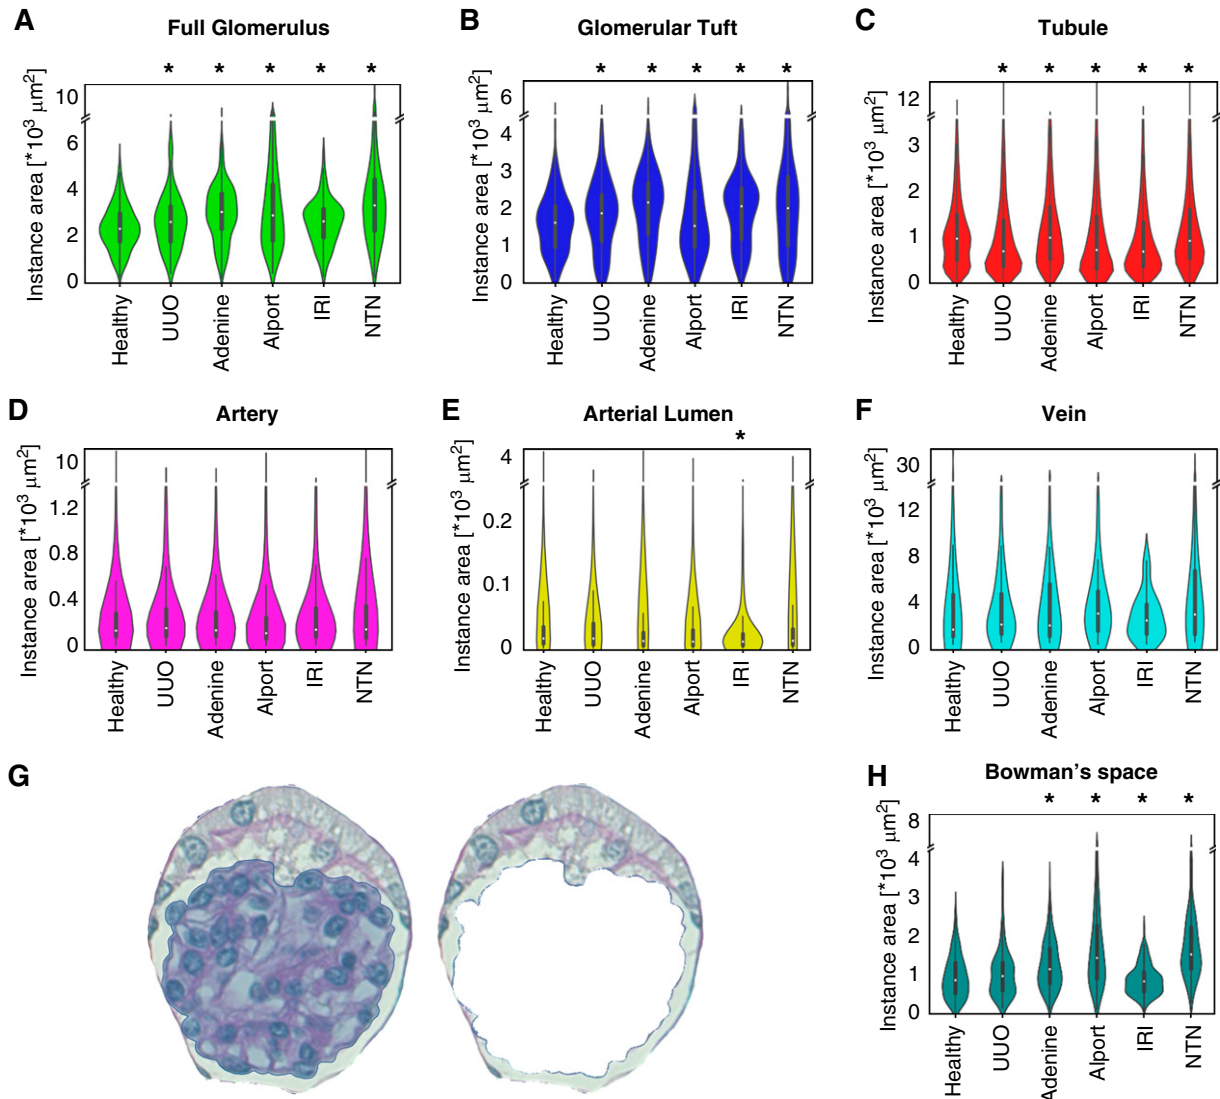 A
Full Glomerulus
* * * * *
Instance area [*10³ μm²]
10
6
4
2
0
Healthy
UUO
Adenine
Alport
IRI
NTN
B
Glomerular Tuft
* * * * *
Instance area [*10³ μm²]
6
4
3
2
1
0
Healthy
UUO
Adenine
Alport
IRI
NTN
C
Tubule
* * * * *
Instance area [*10³ μm²]
12
3
2
1
0
Healthy
UUO
Adenine
Alport
IRI
NTN
D
Artery
Instance area [*10³ μm²]
10
1.2
0.8
0.4
0
Healthy
UUO
Adenine
Alport
IRI
NTN
E
Arterial Lumen
*
Instance area [*10³ μm²]
4
0.2
0.1
0
Healthy
UUO
Adenine
Alport
IRI
NTN
F
Vein
Instance area [*10³ μm²]
30
12
8
4
0
Healthy
UUO
Adenine
Alport
IRI
NTN
G
H
Bowman's space
* * * *
Instance area [*10³ μm²]
8
4
3
2
1
0
Healthy
UUO
Adenine
Alport
IRI
NTN